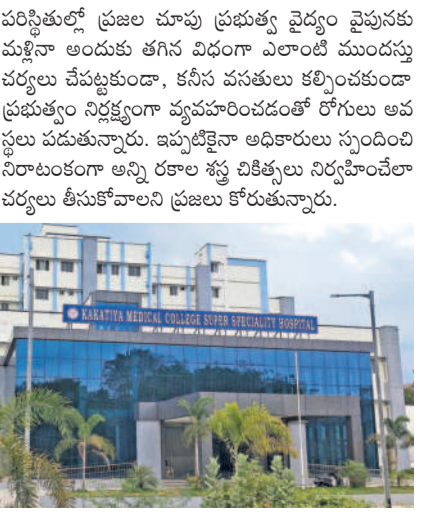 పరిస్థితుల్లో ప్రజల చూపు ప్రభుత్వ వైద్యం వైపునకు
మళ్లినా అందుకు తగిన విధంగా ఎలాంటి ముందస్తు
చర్యలు చేపట్టకుండా, కనీస వసతులు కల్పించకుండా
ప్రభుత్వం నిర్లక్ష్యంగా వ్యవహరించడంతో రోగులు అవ
స్థలు పడుతున్నారు. ఇప్పటికైనా అధికారులు స్పందించి
నిరాటంకంగా అన్ని రకాల శస్త్ర చికిత్సలు నిర్వహించేలా
చర్యలు తీసుకోవాలని ప్రజలు కోరుతున్నారు.
KAKATIYA MEDICAL COLLEGE SUPER SPECIALITY HOSPITAL